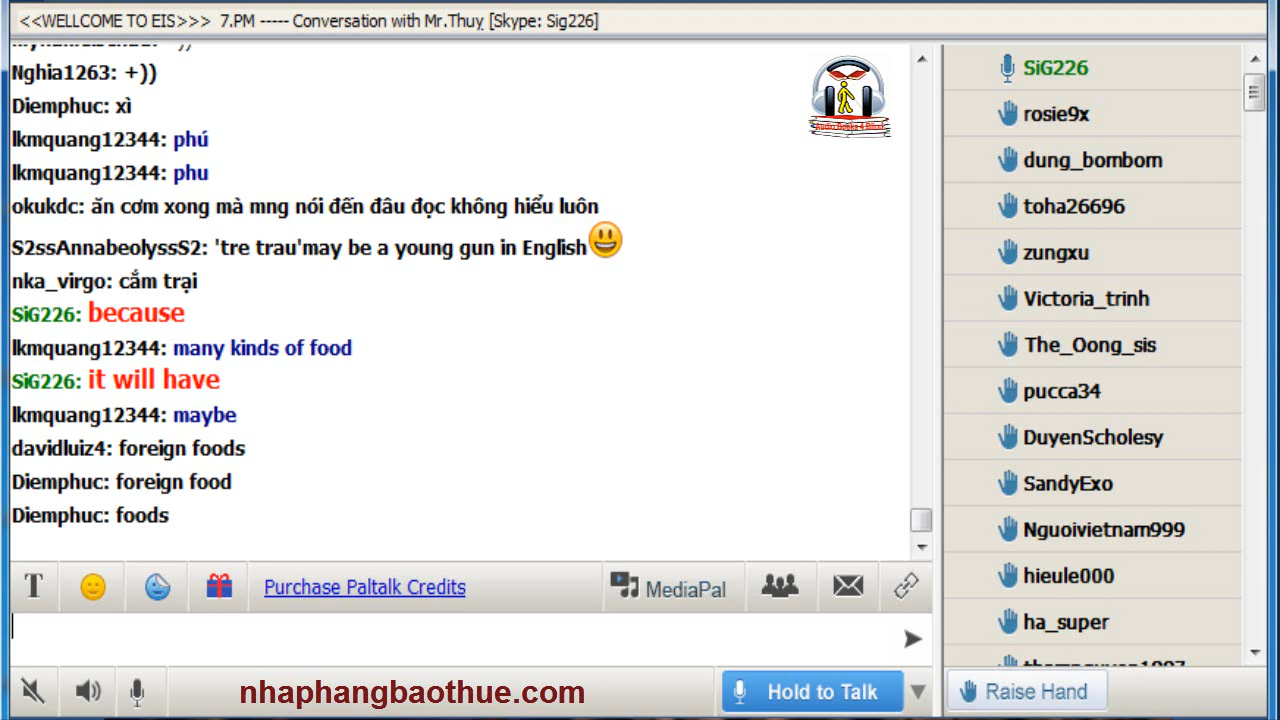 <<WELLCOME TO EIS>>> 7.PM ----- Conversation with Mr.Thuỵ [Skype: Sig226]
Nghia1263: +))
Diemphuc: xì
lkmquang12344: phú
lkmquang12344: phu
okukdc: ăn cơm xong mà mng nói đến đâu đọc không hiểu luôn
S2ssAnnabeolyssS2: 'tre trau'may be a young gun in English
nka_virgo: cắm trại
SiG226: because
lkmquang12344: many kinds of food
SiG226: it will have
lkmquang12344: maybe
davidluiz4: foreign foods
Diemphuc: foreign food
Diemphuc: foods
T
Purchase Paltalk Credits
MediaPal
nhaphangbaothue.com
Hold to Talk
SiG226
rosie9x
dung_bombom
toha26696
zungxu
Victoria_trinh
The_Oong_sis
pucca34
DuyenScholesy
SandyExo
Nguoivietnam999
hieule000
ha_super
Raise Hand